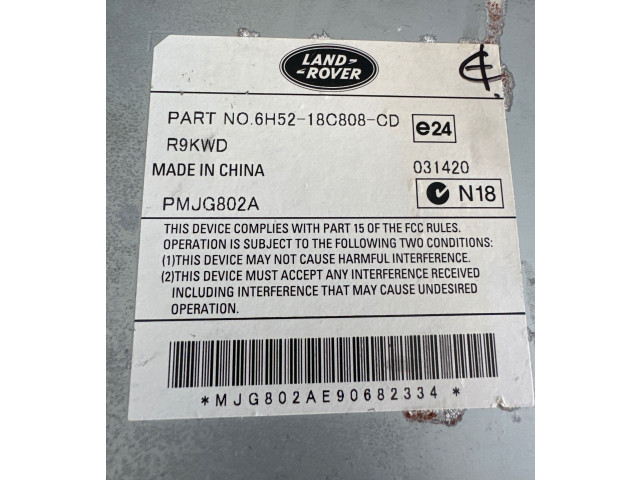 LAND-
-ROVER
PART NO.6H52-18C808-CD
e24
R9KWD
MADE IN CHINA
031420
PMJG802A
N18
THIS DEVICE COMPLIES WITH PART 15 OF THE FCC RULES.
OPERATION IS SUBJECT TO THE FOLLOWING TWO CONDITIONS:
(1)THIS DEVICE MAY NOT CAUSE HARMFUL INTERFERENCE.
(2)THIS DEVICE MUST ACCEPT ANY INTERFERENCE RECEIVED
INCLUDING INTERFERENCE THAT MAY CAUSE UNDESIRED
OPERATION.
*MJG802AE90682334*